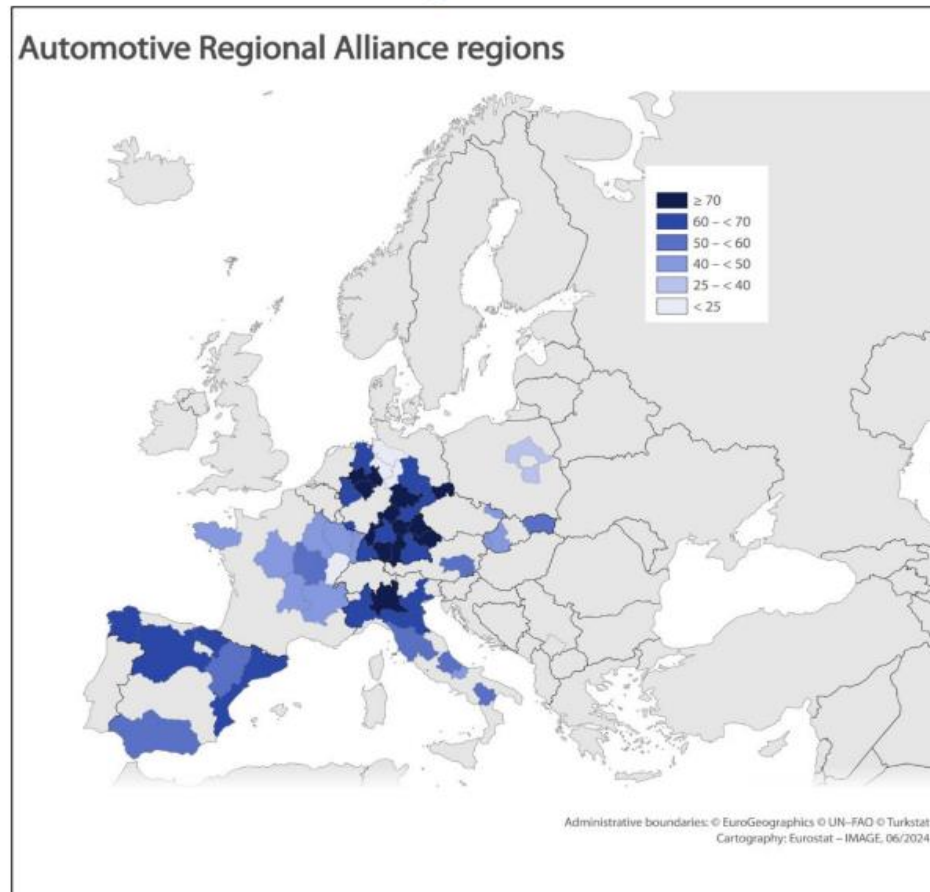 Automotive Regional Alliance regions
≥ 70
60 – < 70
50 – < 60
40 – < 50
25 – < 40
< 25
Administrative boundaries: © EuroGeographics © UN–FAO © Turkstat
Cartography: Eurostat – IMAGE, 06/2024